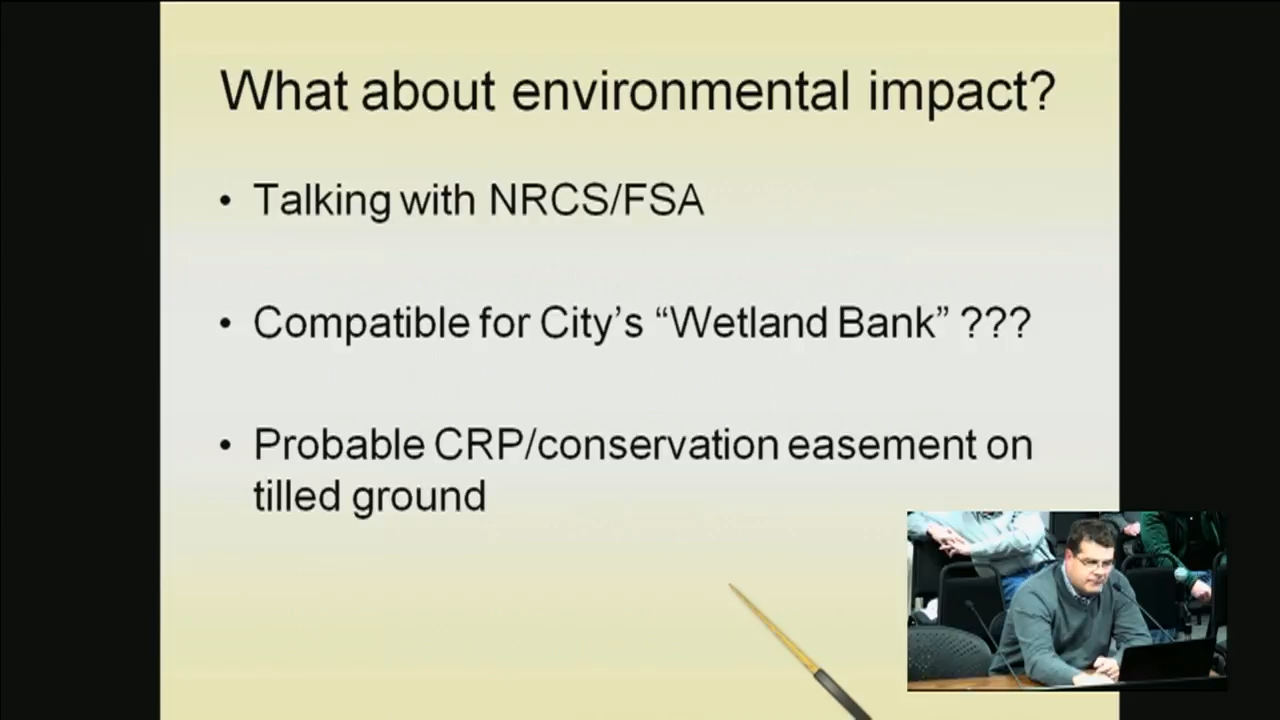 What about environmental impact?
• Talking with NRCS/FSA
• Compatible for City’s “Wetland Bank” ???
• Probable CRP/conservation easement on
tilled ground